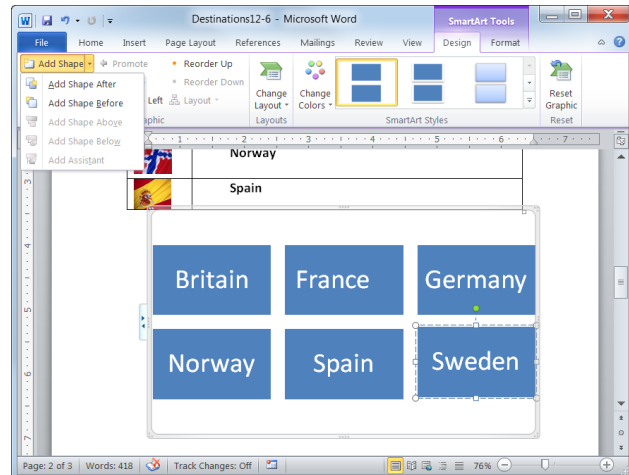 Destinations12-6 - Microsoft Word
SmartArt Tools
File Home Insert Page Layout References Mailings Review View Design Format
Add Shape Promote Reorder Up
Reorder Down
Left Layout
Change Layout
Change Colors
Reset Graphic
Layouts SmartArt Styles Reset
Add Shape After
Add Shape Before
Add Shape Above
Add Shape Below
Add Assistant
Norway
Spain
Britain France Germany
Norway Spain Sweden
Page: 2 of 3 Words: 418 Track Changes: Off 76%